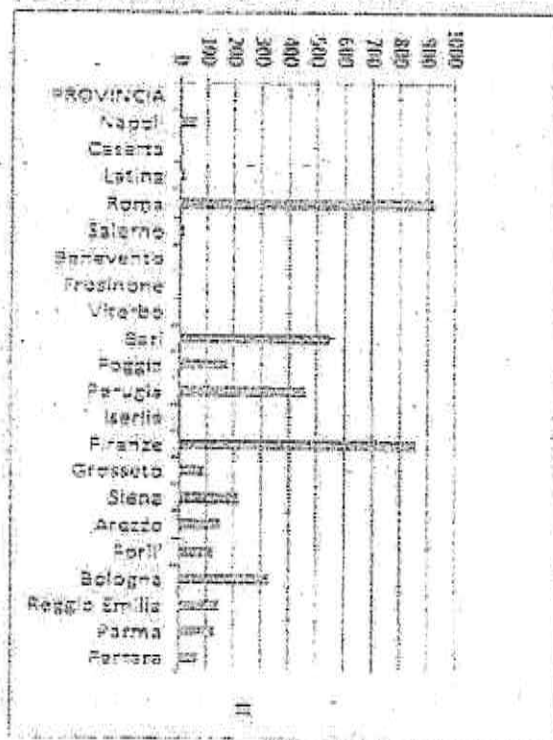 0 100 200 300 400 500 600 700 800 900 1000
PROVINCIA
Napoli
Caserta
Latina
Roma
Salerno
Benevento
Frosinone
Viterbo
Bari
Foggia
Perugia
Isernia
Firenze
Grosseto
Siena
Arezzo
Forli'
Bologna
Reggio Emilia
Parma
Ferrara